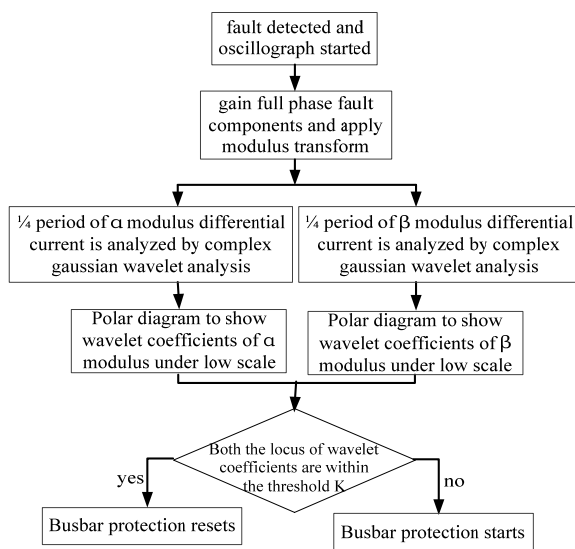 fault detected and
oscillograph started
gain full phase fault
components and apply
modulus transform
¼ period of α modulus differential
current is analyzed by complex
gaussian wavelet analysis
¼ period of β modulus differential
current is analyzed by complex
gaussian wavelet analysis
Polar diagram to show
wavelet coefficients of α
modulus under low scale
Polar diagram to show
wavelet coefficients of β
modulus under low scale
Both the locus of wavelet
coefficients are within
the threshold K
yes
no
Busbar protection resets
Busbar protection starts